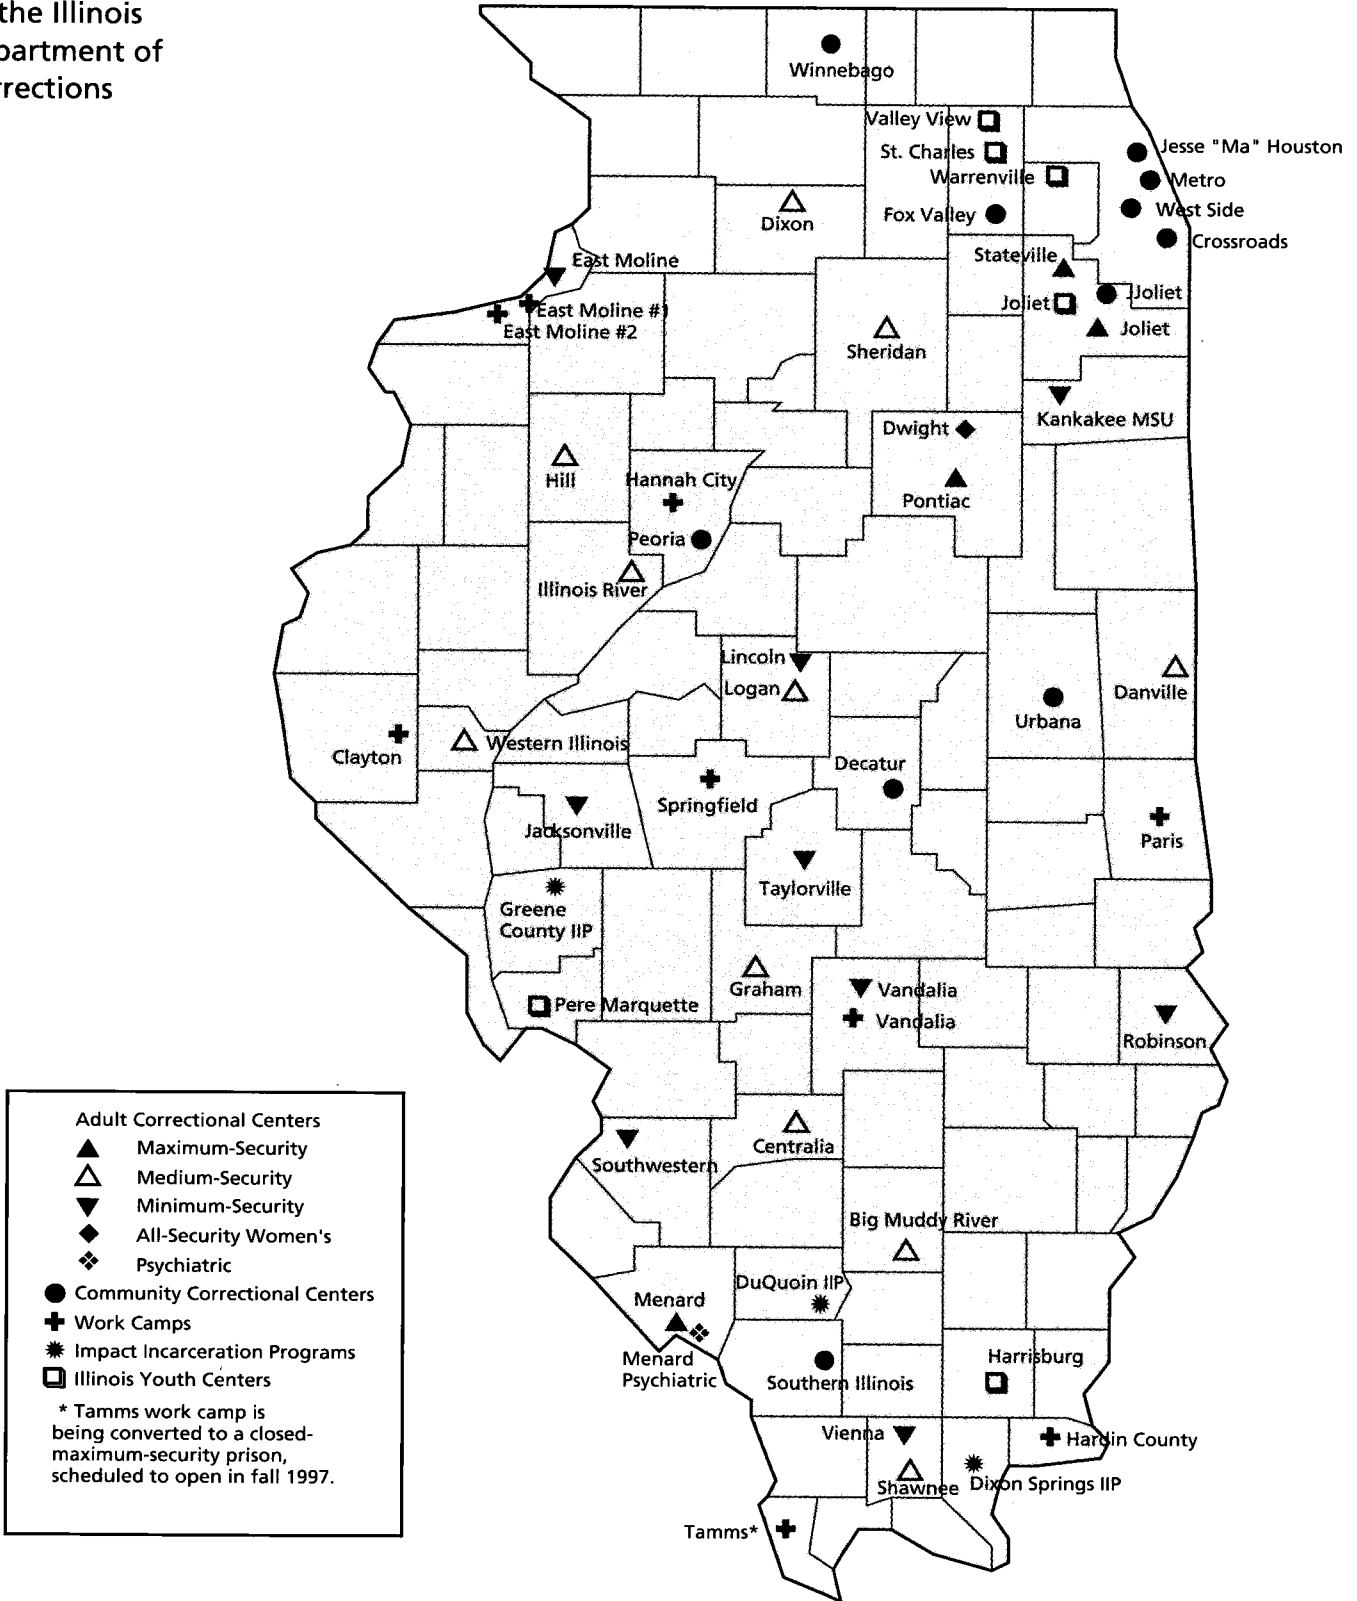 the Illinois
partment of
rrections
Winnebago
Valley View
St. Charles
Warrenville
Fox Valley
Jesse "Ma" Houston
Metro
West Side
Crossroads
Dixon
East Moline
East Moline #1
East Moline #2
Stateville
Joliet
Joliet
Joliet
Sheridan
Kankakee MSU
Dwight
Pontiac
Hill
Hannah City
Peoria
Illinois River
Lincoln
Logan
Danville
Urbana
Clayton
Western Illinois
Springfield
Decatur
Jacksonville
Paris
Taylorville
Greene
County IIP
Graham
Vandalia
Vandalia
Pere Marquette
Robinson
Centralia
Southwestern
Big Muddy River
DuQuoin IIP
Menard
Menard
Psychiatric
Southern Illinois
Harrisburg
Vienna
Shawnee
Hardin County
Dixon Springs IIP
Tamms*
Adult Correctional Centers
Maximum-Security
Medium-Security
Minimum-Security
All-Security Women's
Psychiatric
Community Correctional Centers
Work Camps
Impact Incarceration Programs
Illinois Youth Centers
* Tamms work camp is
being converted to a closed-
maximum-security prison,
scheduled to open in fall 1997.